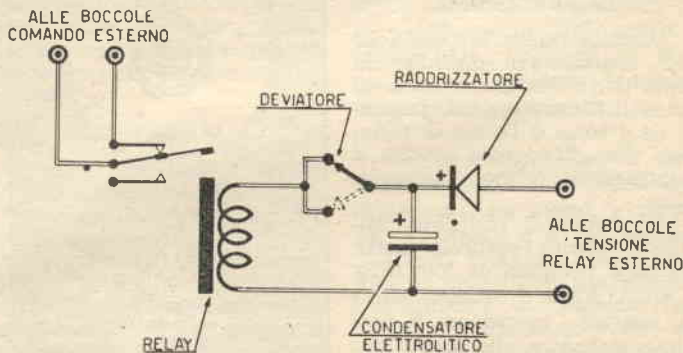 ALLE BOCCOLE
COMANDO ESTERNO
RADDRIZZATORE
DEVIATORE
+
+
ALLE BOCCOLE
TENSIONE
RELAY ESTERNO
RELAY
CONDENSATORE
ELETTROLITICO